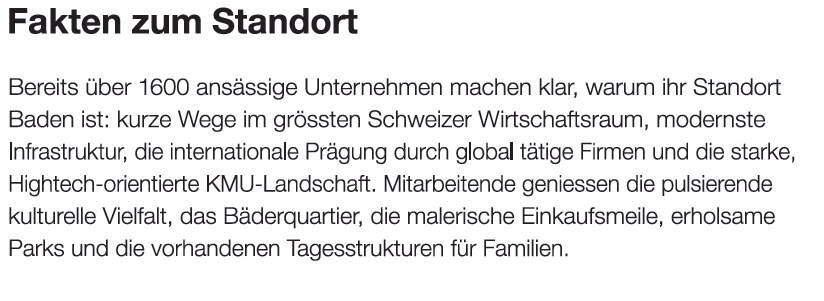 Fakten zum Standort
Bereits über 1600 ansässige Unternehmen machen klar, warum ihr Standort
Baden ist: kurze Wege im grössten Schweizer Wirtschaftsraum, modernste
Infrastruktur, die internationale Prägung durch global tätige Firmen und die starke,
Hightech-orientierte KMU-Landschaft. Mitarbeitende geniessen die pulsierende
kulturelle Vielfalt, das Bäderquartier, die malerische Einkaufsmeile, erholsame
Parks und die vorhandenen Tagesstrukturen für Familien.